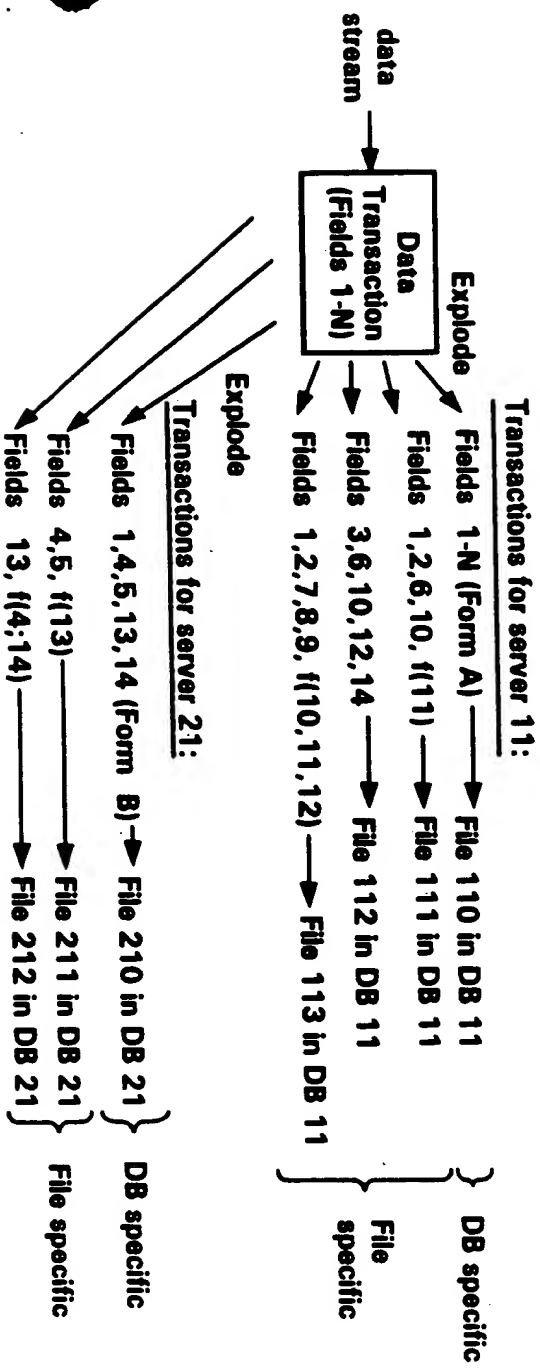 data
stream
Data
Transaction
(Fields 1-N)
Explode
Transactions for server 11:
Fields 1-N (Form A) File 110 in DB 11
Fields 1,2,6,10, f(11) File 111 in DB 11
Fields 3,6,10,12,14 File 112 in DB 11
Fields 1,2,7,8,9, f(10,11,12) File 113 in DB 11
DB specific
File
specific
Explode
Transactions for server 21:
Fields 1,4,5,13,14 (Form B) File 210 in DB 21
Fields 4,5, f(13) File 211 in DB 21
Fields 13, f(4;14) File 212 in DB 21
DB specific
File specific